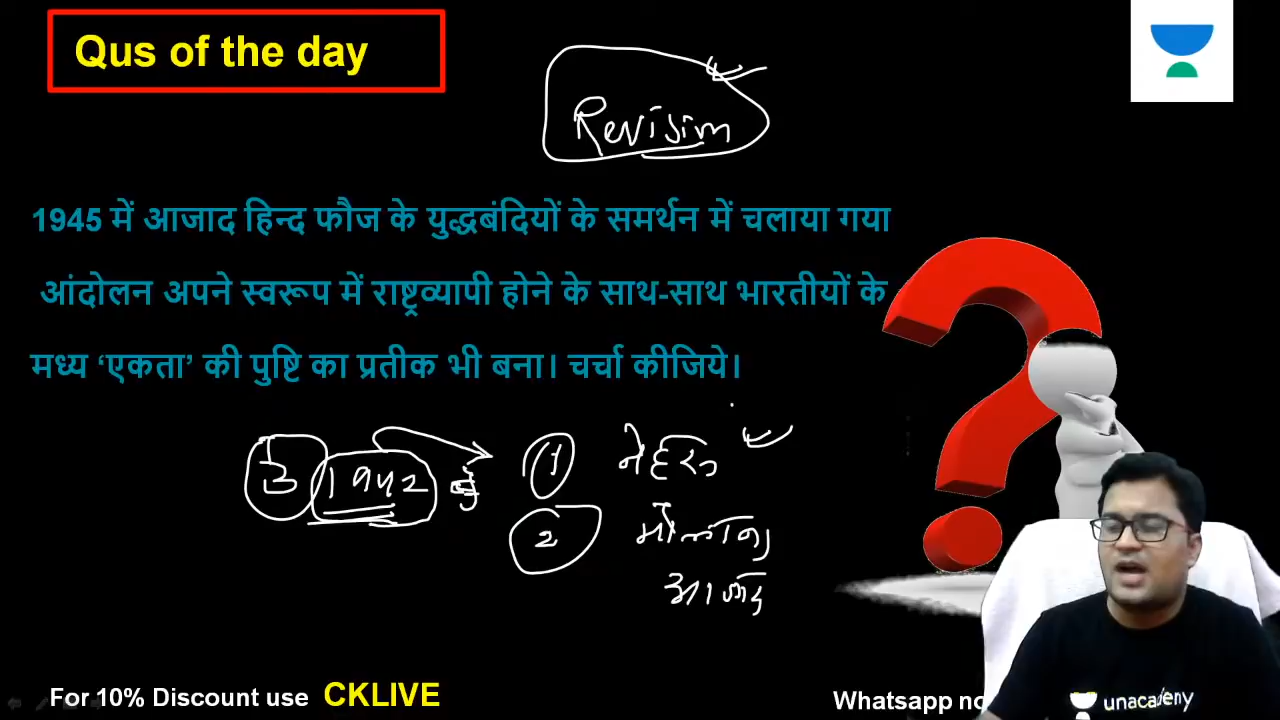 Qus of the day
Revision
1945 में आजाद हिन्द फौज के युद्धबंदियों के समर्थन में चलाया गया
आंदोलन अपने स्वरूप में राष्ट्रव्यापी होने के साथ-साथ भारतीयों के
मध्य ‘एकता’ की पुष्टि का प्रतीक भी बना। चर्चा कीजिये।
3 1942
1 नेहरू
2 मौलाना
आजाद
For 10% Discount use CKLIVE
Whatsapp no
unacademy